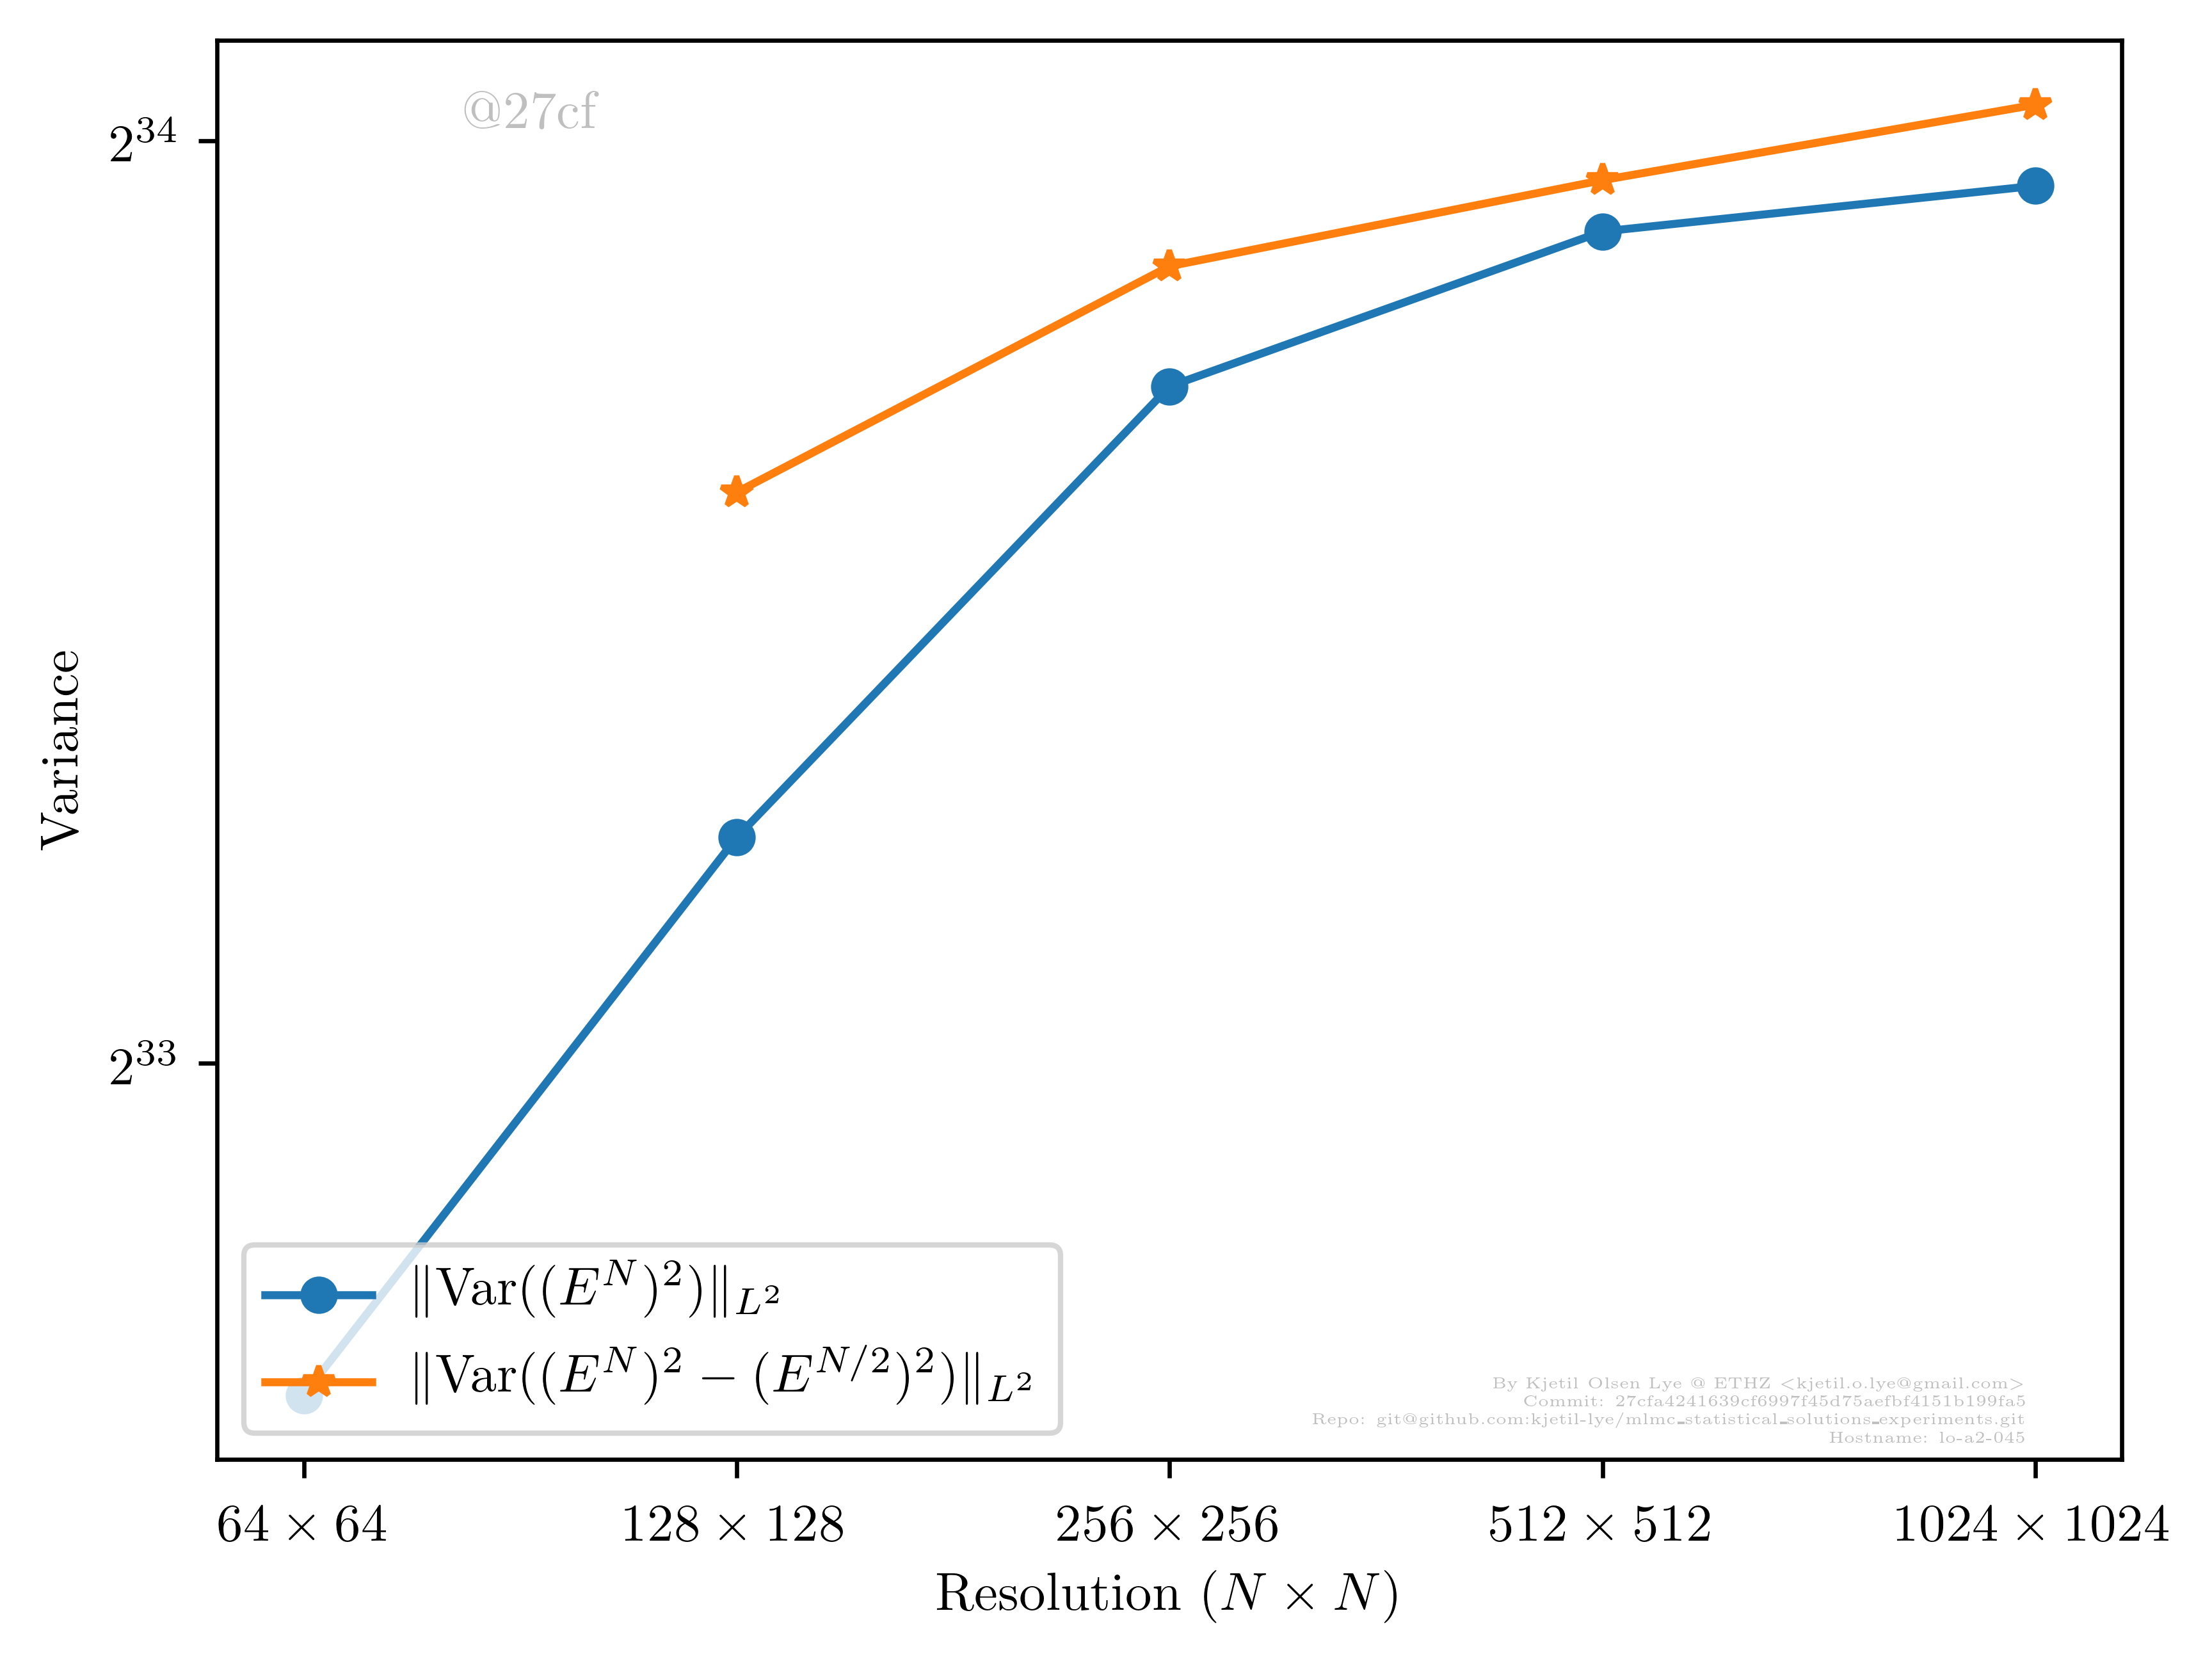 @27cf
2^34
2^33
Variance
‖Var((E^N)^2)‖_{L^2}
‖Var((E^N)^2 − (E^{N/2})^2)‖_{L^2}
By Kjetil Olsen Lye @ ETHZ <kjetil.o.lye@gmail.com>
Commit: 27cfa4241639cf6997f45d75aefbf4151b199fa5
Repo: git@github.com:kjetil-lye/mlmc_statistical_solutions_experiments.git
Hostname: lo-a2-045
64 × 64 128 × 128 256 × 256 512 × 512 1024 × 1024
Resolution (N × N)